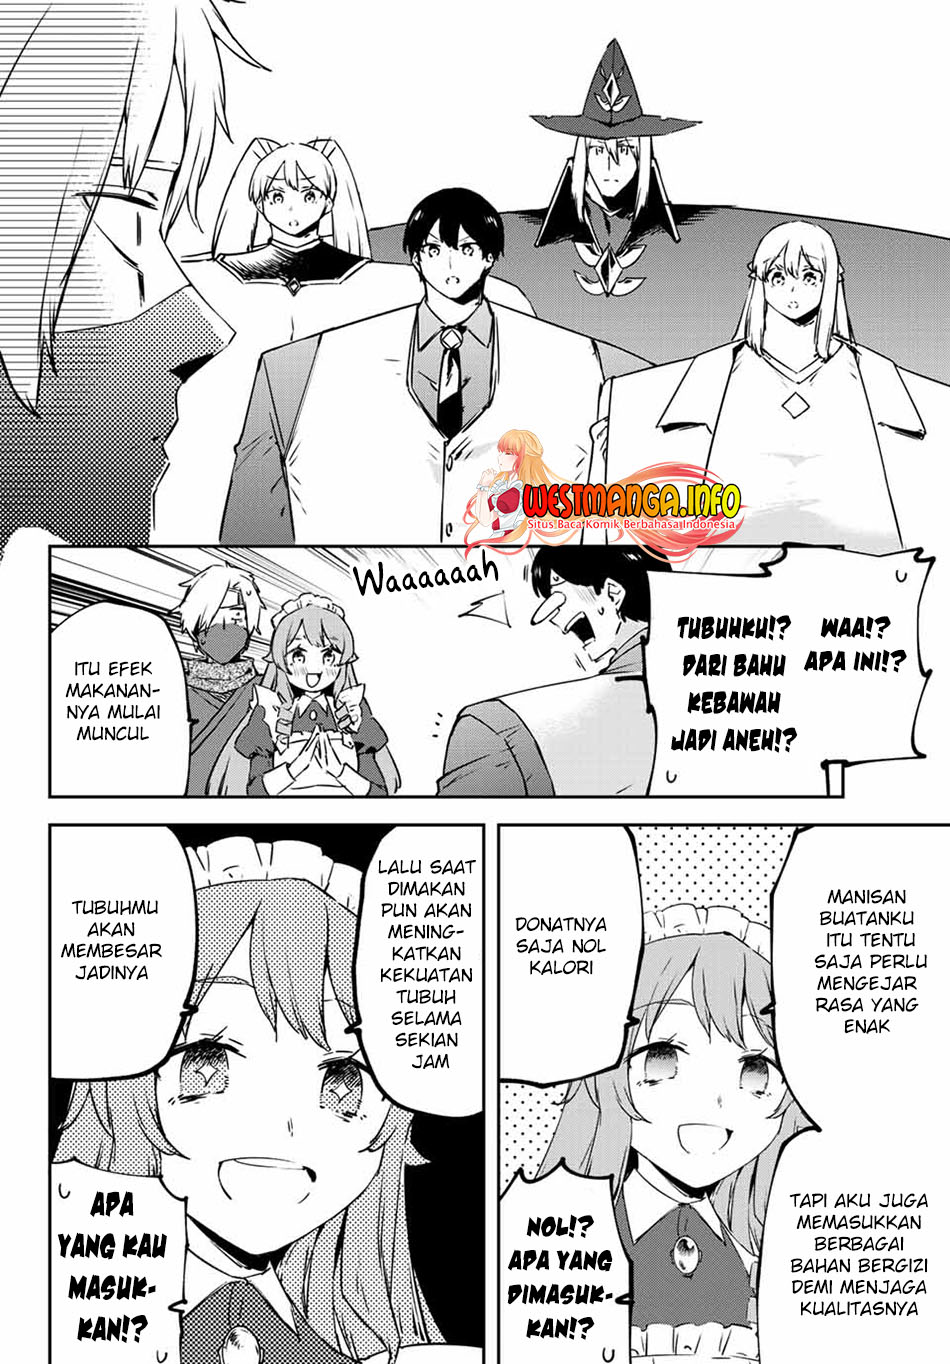 WESTMANGA.INFO
Situs Baca Komik Berbahasa Indonesia
WAA!?
APA INI!?
TUBUHKU!?
DARI BAHU
KEBAWAH
JADI ANEH!?
Waaaaaah
ITU EFEK
MAKANAN-
NYA MULAI
MUNCUL
MANISAN
BUATANKU
ITU TENTU
SAJA PERLU
MENGEJAR
RASA YANG
ENAK
TAPI AKU JUGA
MEMASUKKAN
BERBAGAI
BAHAN BERGIZI
DEMI MENJAGA
KUALITASNYA
DONATNYA
SAJA NOL
KALORI
NOL!?
APA YANG
DIMASUK-
KAN!?
LALU SAAT
DIMAKAN
PUN AKAN
MENING-
KATKAN
KEKUATAN
TUBUH
SELAMA
SEKIAN
JAM
TUBUHMU
AKAN
MEMBESAR
JADINYA
APA
YANG KAU
MASUK-
KAN!?